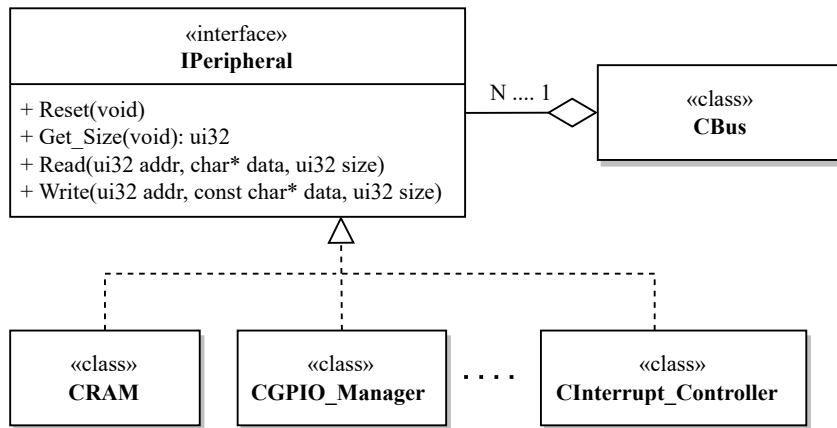 «interface»
IPeripheral
+ Reset(void)
+ Get_Size(void): ui32
+ Read(ui32 addr, char* data, ui32 size)
+ Write(ui32 addr, const char* data, ui32 size)
N .... 1
«class»
CBus
«class»
CRAM
«class»
CGPIO_Manager
. . . .
«class»
CInterrupt_Controller